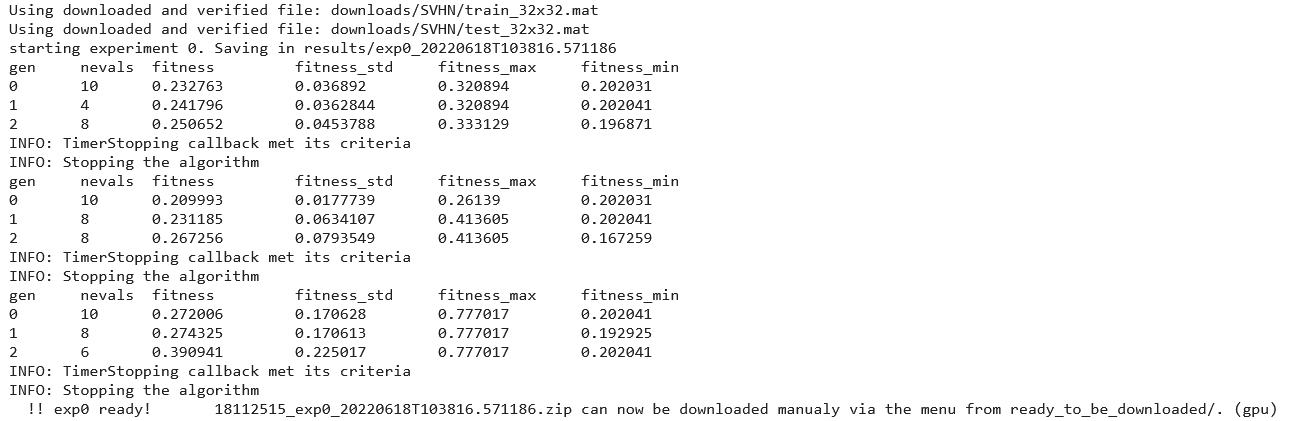 Using downloaded and verified file: downloads/SVHN/train_32x32.mat
Using downloaded and verified file: downloads/SVHN/test_32x32.mat
starting experiment 0. Saving in results/exp0_20220618T103816.571186
gen nevals fitness fitness_std fitness_max fitness_min
0 10 0.232763 0.036892 0.320894 0.202031
1 4 0.241796 0.0362844 0.320894 0.202041
2 8 0.250652 0.0453788 0.333129 0.196871
INFO: TimerStopping callback met its criteria
INFO: Stopping the algorithm
gen nevals fitness fitness_std fitness_max fitness_min
0 10 0.209993 0.0177739 0.26139 0.202031
1 8 0.231185 0.0634107 0.413605 0.202041
2 8 0.267256 0.0793549 0.413605 0.167259
INFO: TimerStopping callback met its criteria
INFO: Stopping the algorithm
gen nevals fitness fitness_std fitness_max fitness_min
0 10 0.272006 0.170628 0.777017 0.202041
1 8 0.274325 0.170613 0.777017 0.192925
2 6 0.390941 0.225017 0.777017 0.202041
INFO: TimerStopping callback met its criteria
INFO: Stopping the algorithm
!! exp0 ready! 18112515_exp0_20220618T103816.571186.zip can now be downloaded manualy via the menu from ready_to_be_downloaded/. (gpu)